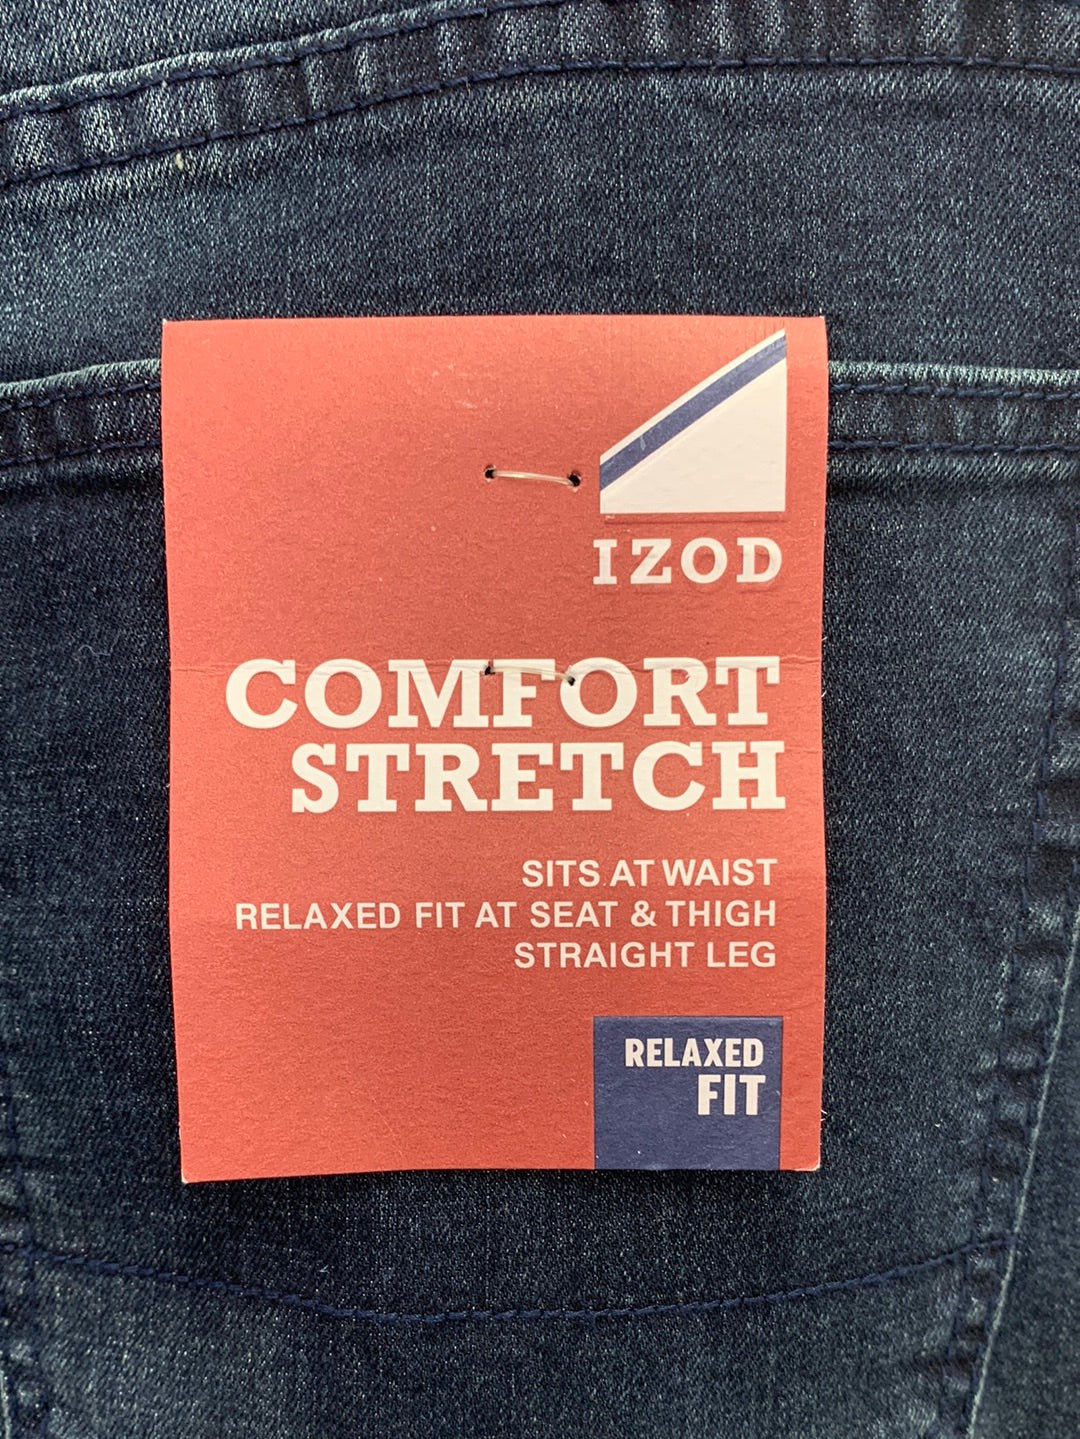 IZOD
COMFORT
STRETCH
SITS AT WAIST
RELAXED FIT AT SEAT & THIGH
STRAIGHT LEG
RELAXED
FIT